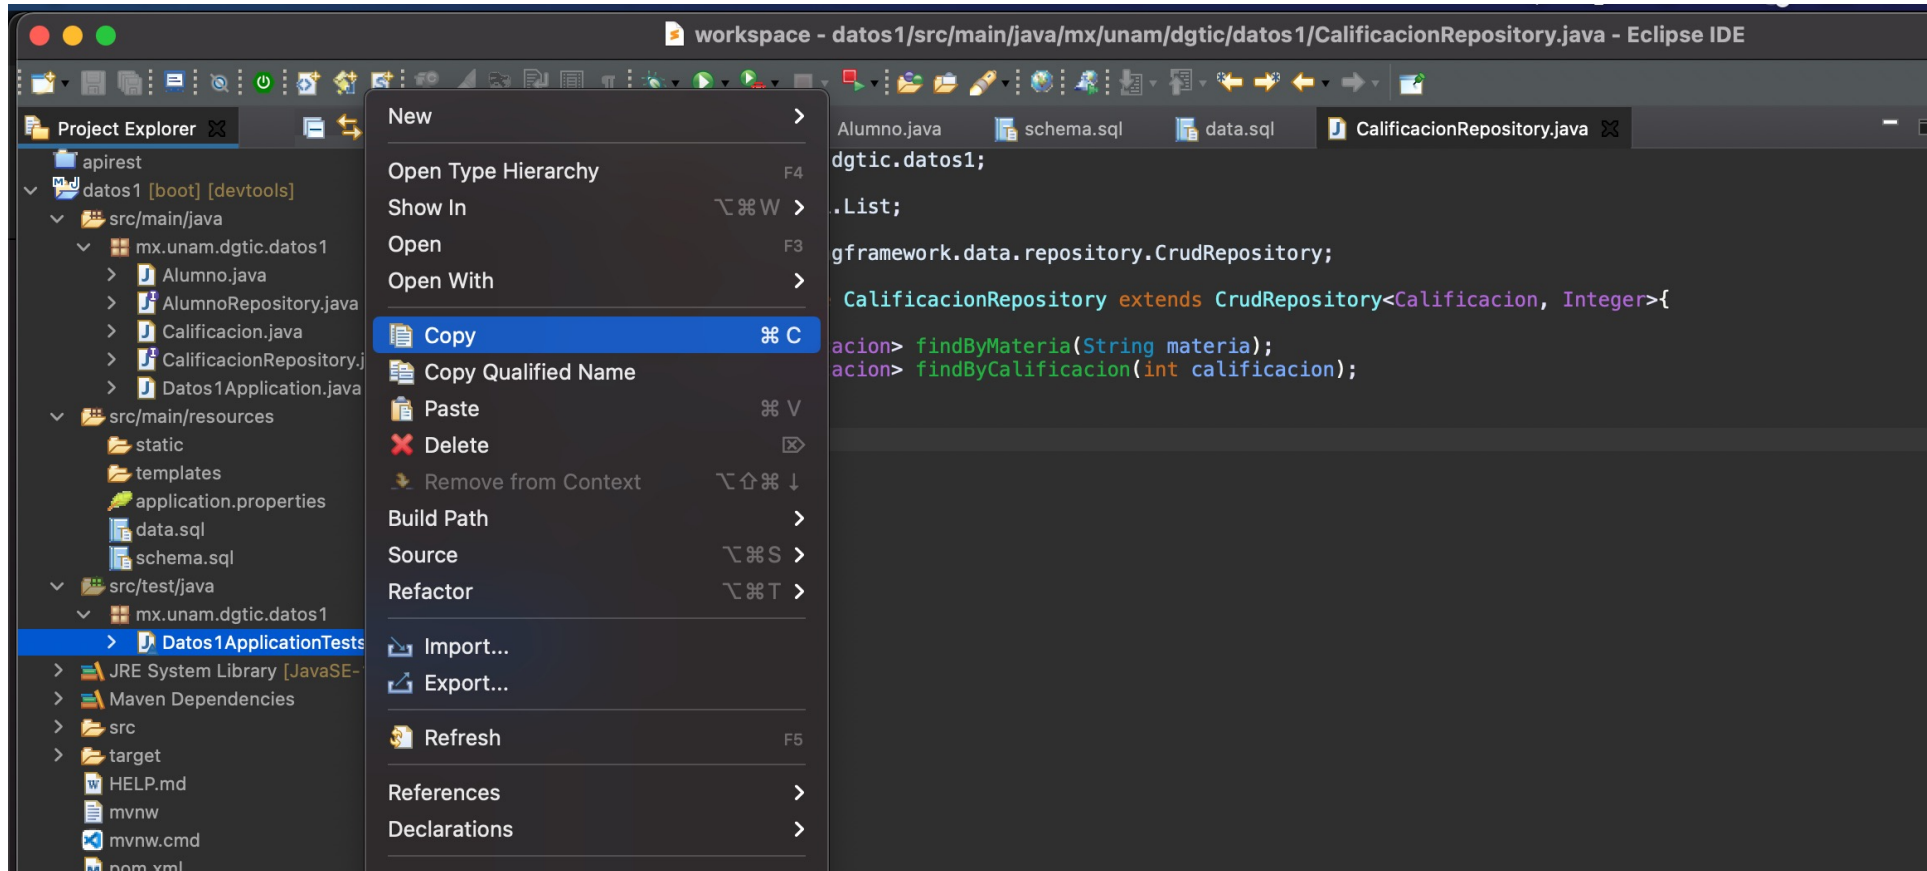 workspace - datos1/src/main/java/mx/unam/dgtic/datos1/CalificacionRepository.java - Eclipse IDE
Project Explorer
Alumno.java
schema.sql
data.sql
CalificacionRepository.java
apirest
datos1 [boot] [devtools]
src/main/java
mx.unam.dgtic.datos1
Alumno.java
AlumnoRepository.java
Calificacion.java
CalificacionRepository.j
Datos1Application.java
src/main/resources
static
templates
application.properties
data.sql
schema.sql
src/test/java
mx.unam.dgtic.datos1
Datos1ApplicationTests
JRE System Library [JavaSE-
Maven Dependencies
src
target
HELP.md
mvnw
mvnw.cmd
pom.xml
New
Open Type Hierarchy F4
Show In ⌥⌘W
Open F3
Open With
Copy ⌘ C
Copy Qualified Name
Paste ⌘ V
Delete ⌦
Remove from Context ⌥⇧⌘↓
Build Path
Source ⌥⌘S
Refactor ⌥⌘T
Import...
Export...
Refresh F5
References
Declarations
dgtic.datos1;
.List;
gframework.data.repository.CrudRepository;
CalificacionRepository extends CrudRepository<Calificacion, Integer>{
acion> findByMateria(String materia);
acion> findByCalificacion(int calificacion);